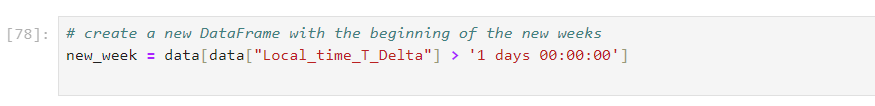 [78]: # create a new DataFrame with the beginning of the new weeks
new_week = data[data["Local_time_T_Delta"] > '1 days 00:00:00']